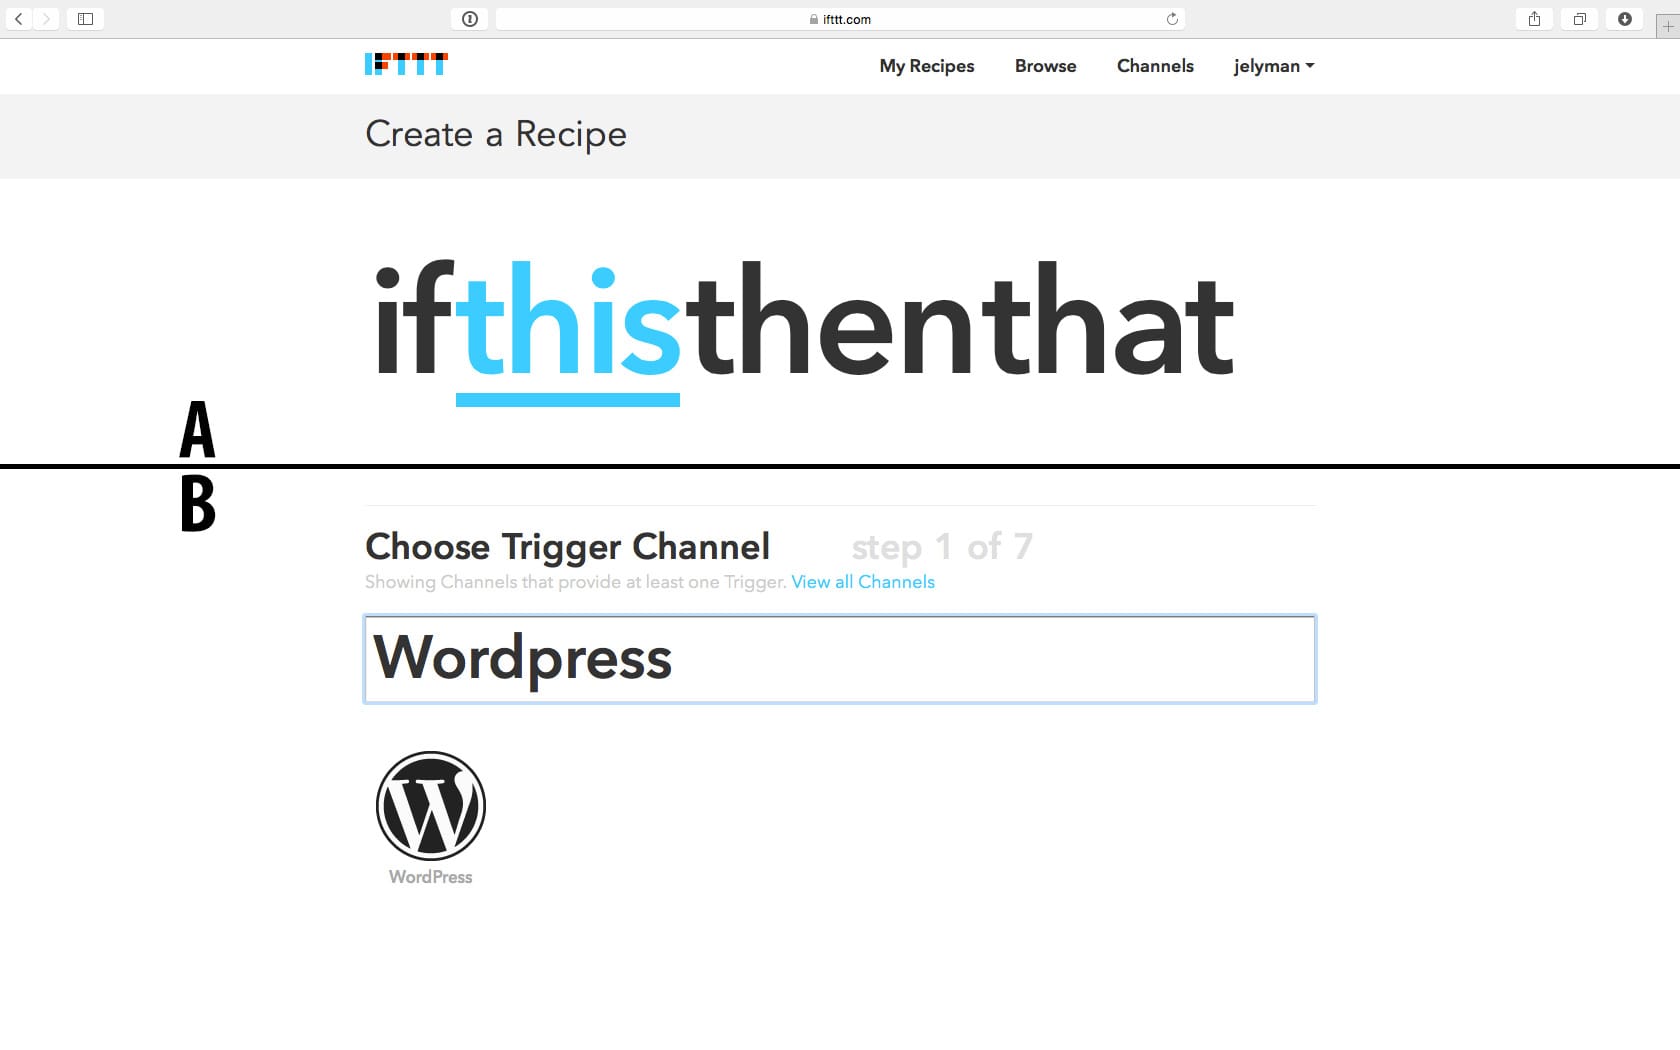 ifttt.com
IFTTT
My Recipes Browse Channels jelyman
Create a Recipe
ifthisthenthat
A
B
Choose Trigger Channel step 1 of 7
Showing Channels that provide at least one Trigger. View all Channels
Wordpress
W
WordPress